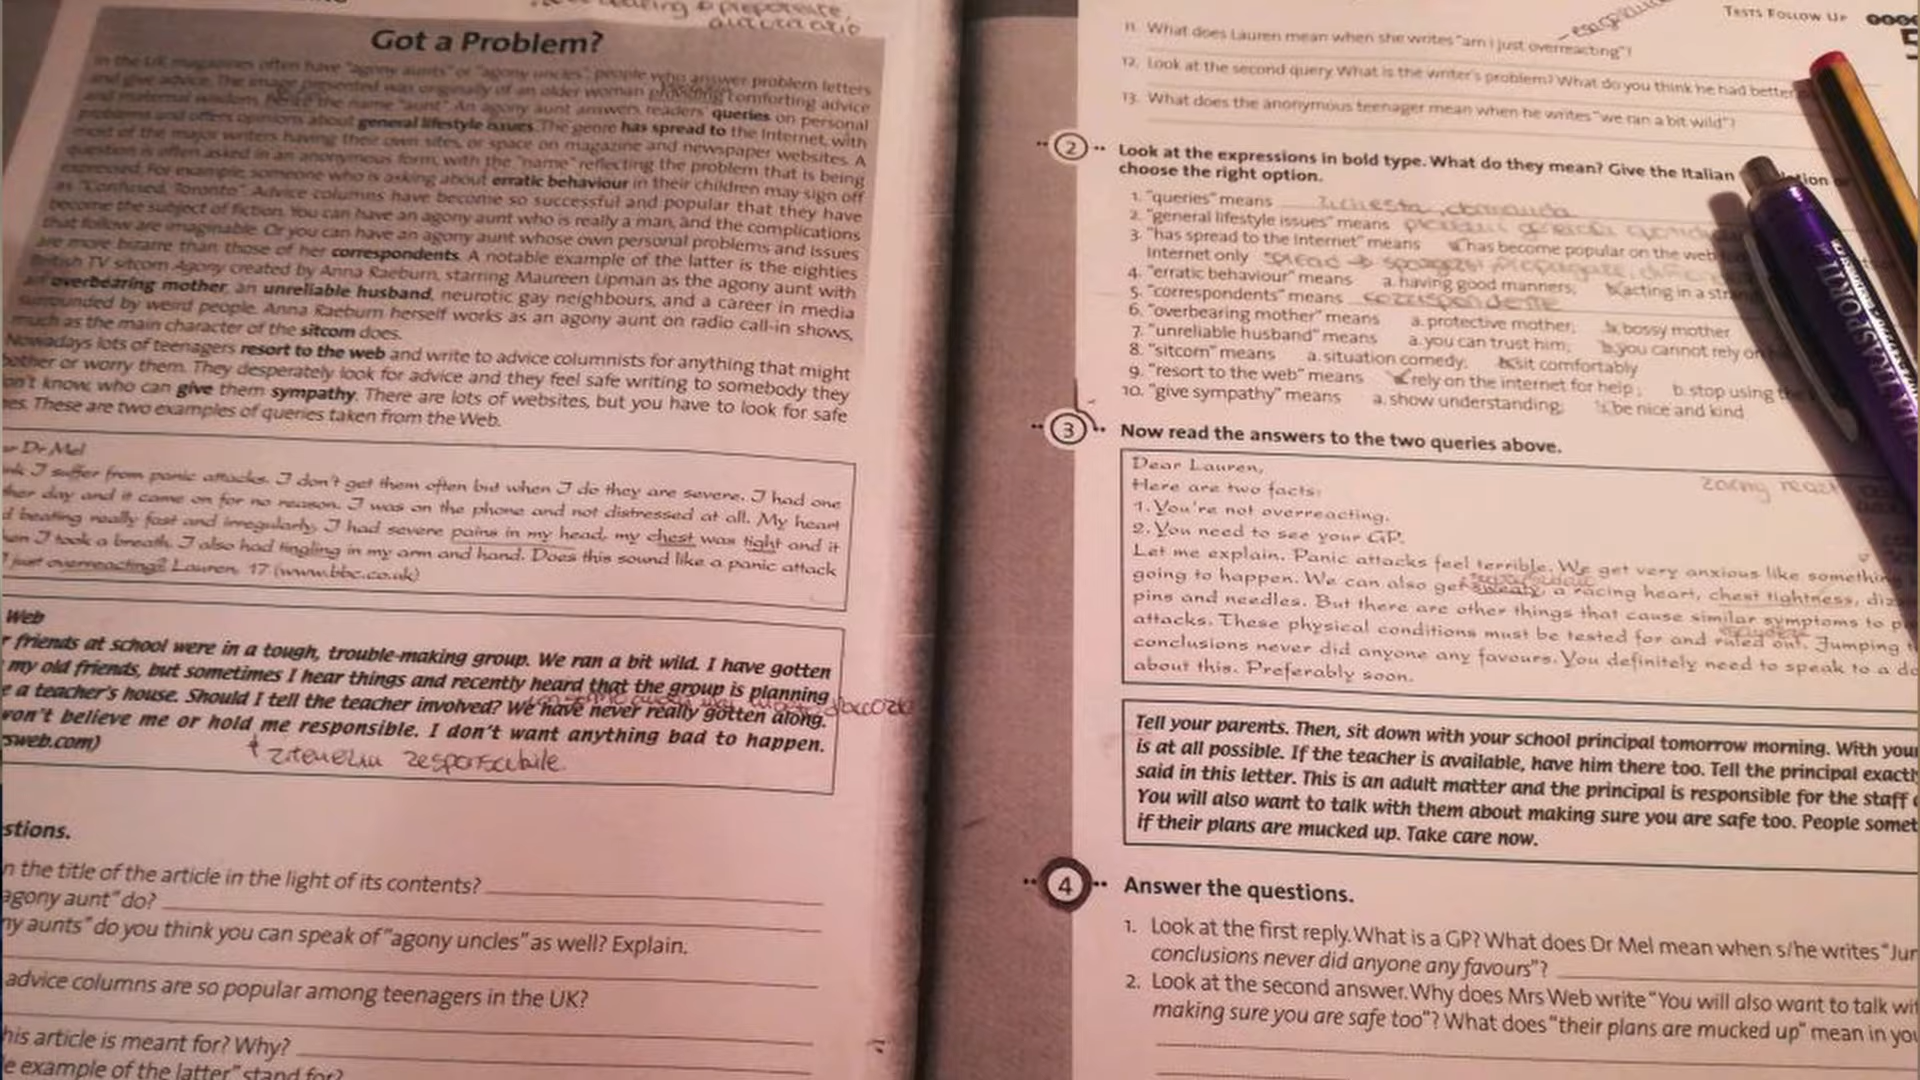 Got a Problem?
In the UK magazines often have "agony aunts" or "agony uncles", people who answer problem letters
and give advice. The image presented was originally of an older woman providing comforting advice
and maternal wisdom, hence the name "aunt". An agony aunt answers readers' queries on personal
problems and offers opinions about general lifestyle issues. The genre has spread to the Internet, with
most of the major writers having their own sites, or space on magazine and newspaper websites. A
question is often asked in an anonymous form, with the "name" reflecting the problem that is being
expressed. For example, someone who is asking about erratic behaviour in their children may sign off
as "Confused, Toronto". Advice columns have become so successful and popular that they have
become the subject of fiction. You can have an agony aunt who is really a man, and the complications
that follow are imaginable. Or you can have an agony aunt whose own personal problems and issues
are more bizarre than those of her correspondents. A notable example of the latter is the eighties
British TV sitcom Agony created by Anna Raeburn, starring Maureen Lipman as the agony aunt with
an overbearing mother, an unreliable husband, neurotic gay neighbours, and a career in media
surrounded by weird people. Anna Raeburn herself works as an agony aunt on radio call-in shows,
much as the main character of the sitcom does.
Nowadays lots of teenagers resort to the web and write to advice columnists for anything that might
bother or worry them. They desperately look for advice and they feel safe writing to somebody they
on't know, who can give them sympathy. There are lots of websites, but you have to look for safe
nes. These are two examples of queries taken from the Web.
Dr Mel
nk I suffer from panic attacks. I don't get them often but when I do they are severe. I had one
ther day and it came on for no reason. I was on the phone and not distressed at all. My heart
d beating really fast and irregularly, I had severe pains in my head, my chest was tight and it
hen I took a breath. I also had tingling in my arm and hand. Does this sound like a panic attack
I just overreacting? Lauren, 17 (www.bbc.co.uk)
Web
r friends at school were in a tough, trouble-making group. We ran a bit wild. I have gotten
my old friends, but sometimes I hear things and recently heard that the group is planning
e a teacher's house. Should I tell the teacher involved? We have never really gotten along.
won't believe me or hold me responsible. I don't want anything bad to happen.
sweb.com)
ritenermi responsabile
stions.
n the title of the article in the light of its contents?
agony aunt" do?
ny aunts" do you think you can speak of "agony uncles" as well? Explain.
advice columns are so popular among teenagers in the UK?
his article is meant for? Why?
e example of the latter" stand for?
TESTS FOLLOW UP
11. What does Lauren mean when she writes "am I just overreacting"?
12. Look at the second query. What is the writer's problem? What do you think he had better
13. What does the anonymous teenager mean when he writes "we ran a bit wild"?
2 Look at the expressions in bold type. What do they mean? Give the Italian
choose the right option.
1. "queries" means richiesta, domanda
2. "general lifestyle issues" means
3. "has spread to the Internet" means has become popular on the web
Internet only spread
4. "erratic behaviour" means a. having good manners; acting in a
5. "correspondents" means corrispondente
6. "overbearing mother" means a. protective mother; b. bossy mother
7. "unreliable husband" means a. you can trust him; b. you cannot rely on
8. "sitcom" means a. situation comedy; b. sit comfortably
9. "resort to the web" means rely on the internet for help; b. stop using
10. "give sympathy" means a. show understanding; b. be nice and kind
3 Now read the answers to the two queries above.
Dear Lauren,
Here are two facts:
1. You're not overreacting.
2. You need to see your GP.
Let me explain. Panic attacks feel terrible. We get very anxious like somethin
going to happen. We can also get sweaty, a racing heart, chest tightness,
pins and needles. But there are other things that cause similar symptoms to
attacks. These physical conditions must be tested for and ruled out. Jumping
conclusions never did anyone any favours. You definitely need to speak to a
about this. Preferably soon.
Tell your parents. Then, sit down with your school principal tomorrow morning. With you
is at all possible. If the teacher is available, have him there too. Tell the principal exactl
said in this letter. This is an adult matter and the principal is responsible for the staff
You will also want to talk with them about making sure you are safe too. People somet
if their plans are mucked up. Take care now.
4 Answer the questions.
1. Look at the first reply. What is a GP? What does Dr Mel mean when s/he writes "Jun
conclusions never did anyone any favours"?
2. Look at the second answer. Why does Mrs Web write "You will also want to talk wi
making sure you are safe too"? What does "their plans are mucked up" mean in you